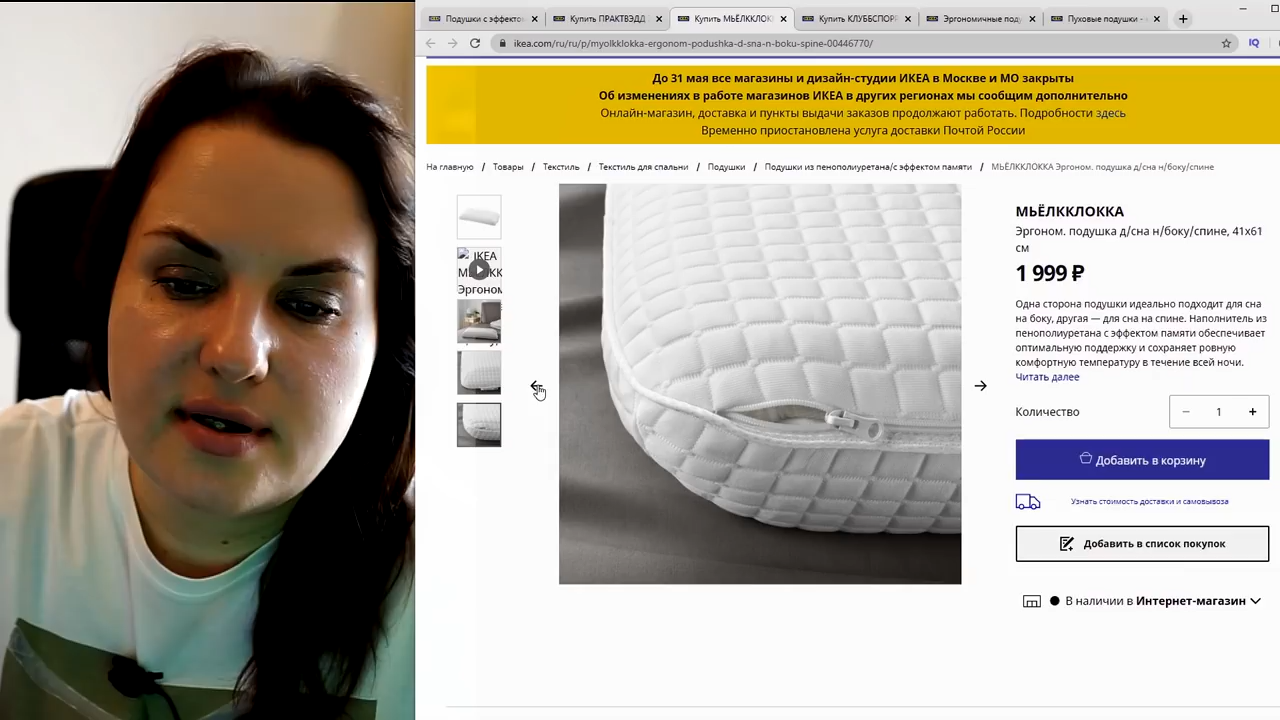 Подушки с эффекто
Купить ПРАКТВЭДД
Купить МЬЁЛККЛОК
Купить КЛУББСПОРР
Эргономичные поду
Пуховые подушки -
ikea.com/ru/ru/p/myolkklokka-ergonom-podushka-d-sna-n-boku-spine-00446770/
IQ
До 31 мая все магазины и дизайн-студии ИКЕА в Москве и МО закрыты
Об изменениях в работе магазинов ИКЕА в других регионах мы сообщим дополнительно
Онлайн-магазин, доставка и пункты выдачи заказов продолжают работать. Подробности здесь
Временно приостановлена услуга доставки Почтой России
На главную / Товары / Текстиль / Текстиль для спальни / Подушки / Подушки из пенополиуретана/с эффектом памяти / МЬЁЛККЛОККА Эргоном. подушка д/сна н/боку/спине
IKEA
Эргоном
МЬЁЛККЛОККА
Эргоном. подушка д/сна н/боку/спине, 41x61
см
1 999 ₽
Одна сторона подушки идеально подходит для сна
на боку, другая — для сна на спине. Наполнитель из
пенополиуретана с эффектом памяти обеспечивает
оптимальную поддержку и сохраняет ровную
комфортную температуру в течение всей ночи.
Читать далее
Количество
− 1 +
Добавить в корзину
Узнать стоимость доставки и самовывоза
Добавить в список покупок
В наличии в Интернет-магазин